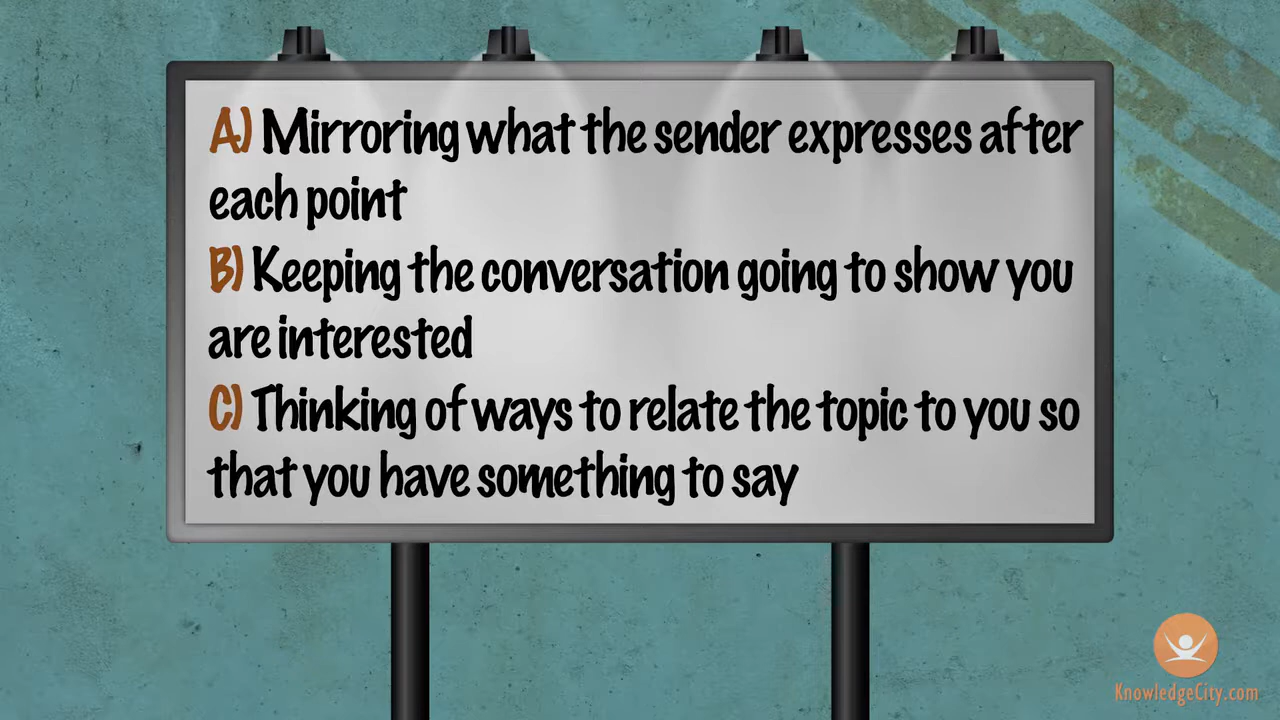 A) Mirroring what the sender expresses after
each point
B) Keeping the conversation going to show you
are interested
C) Thinking of ways to relate the topic to you so
that you have something to say
KnowledgeCity.com